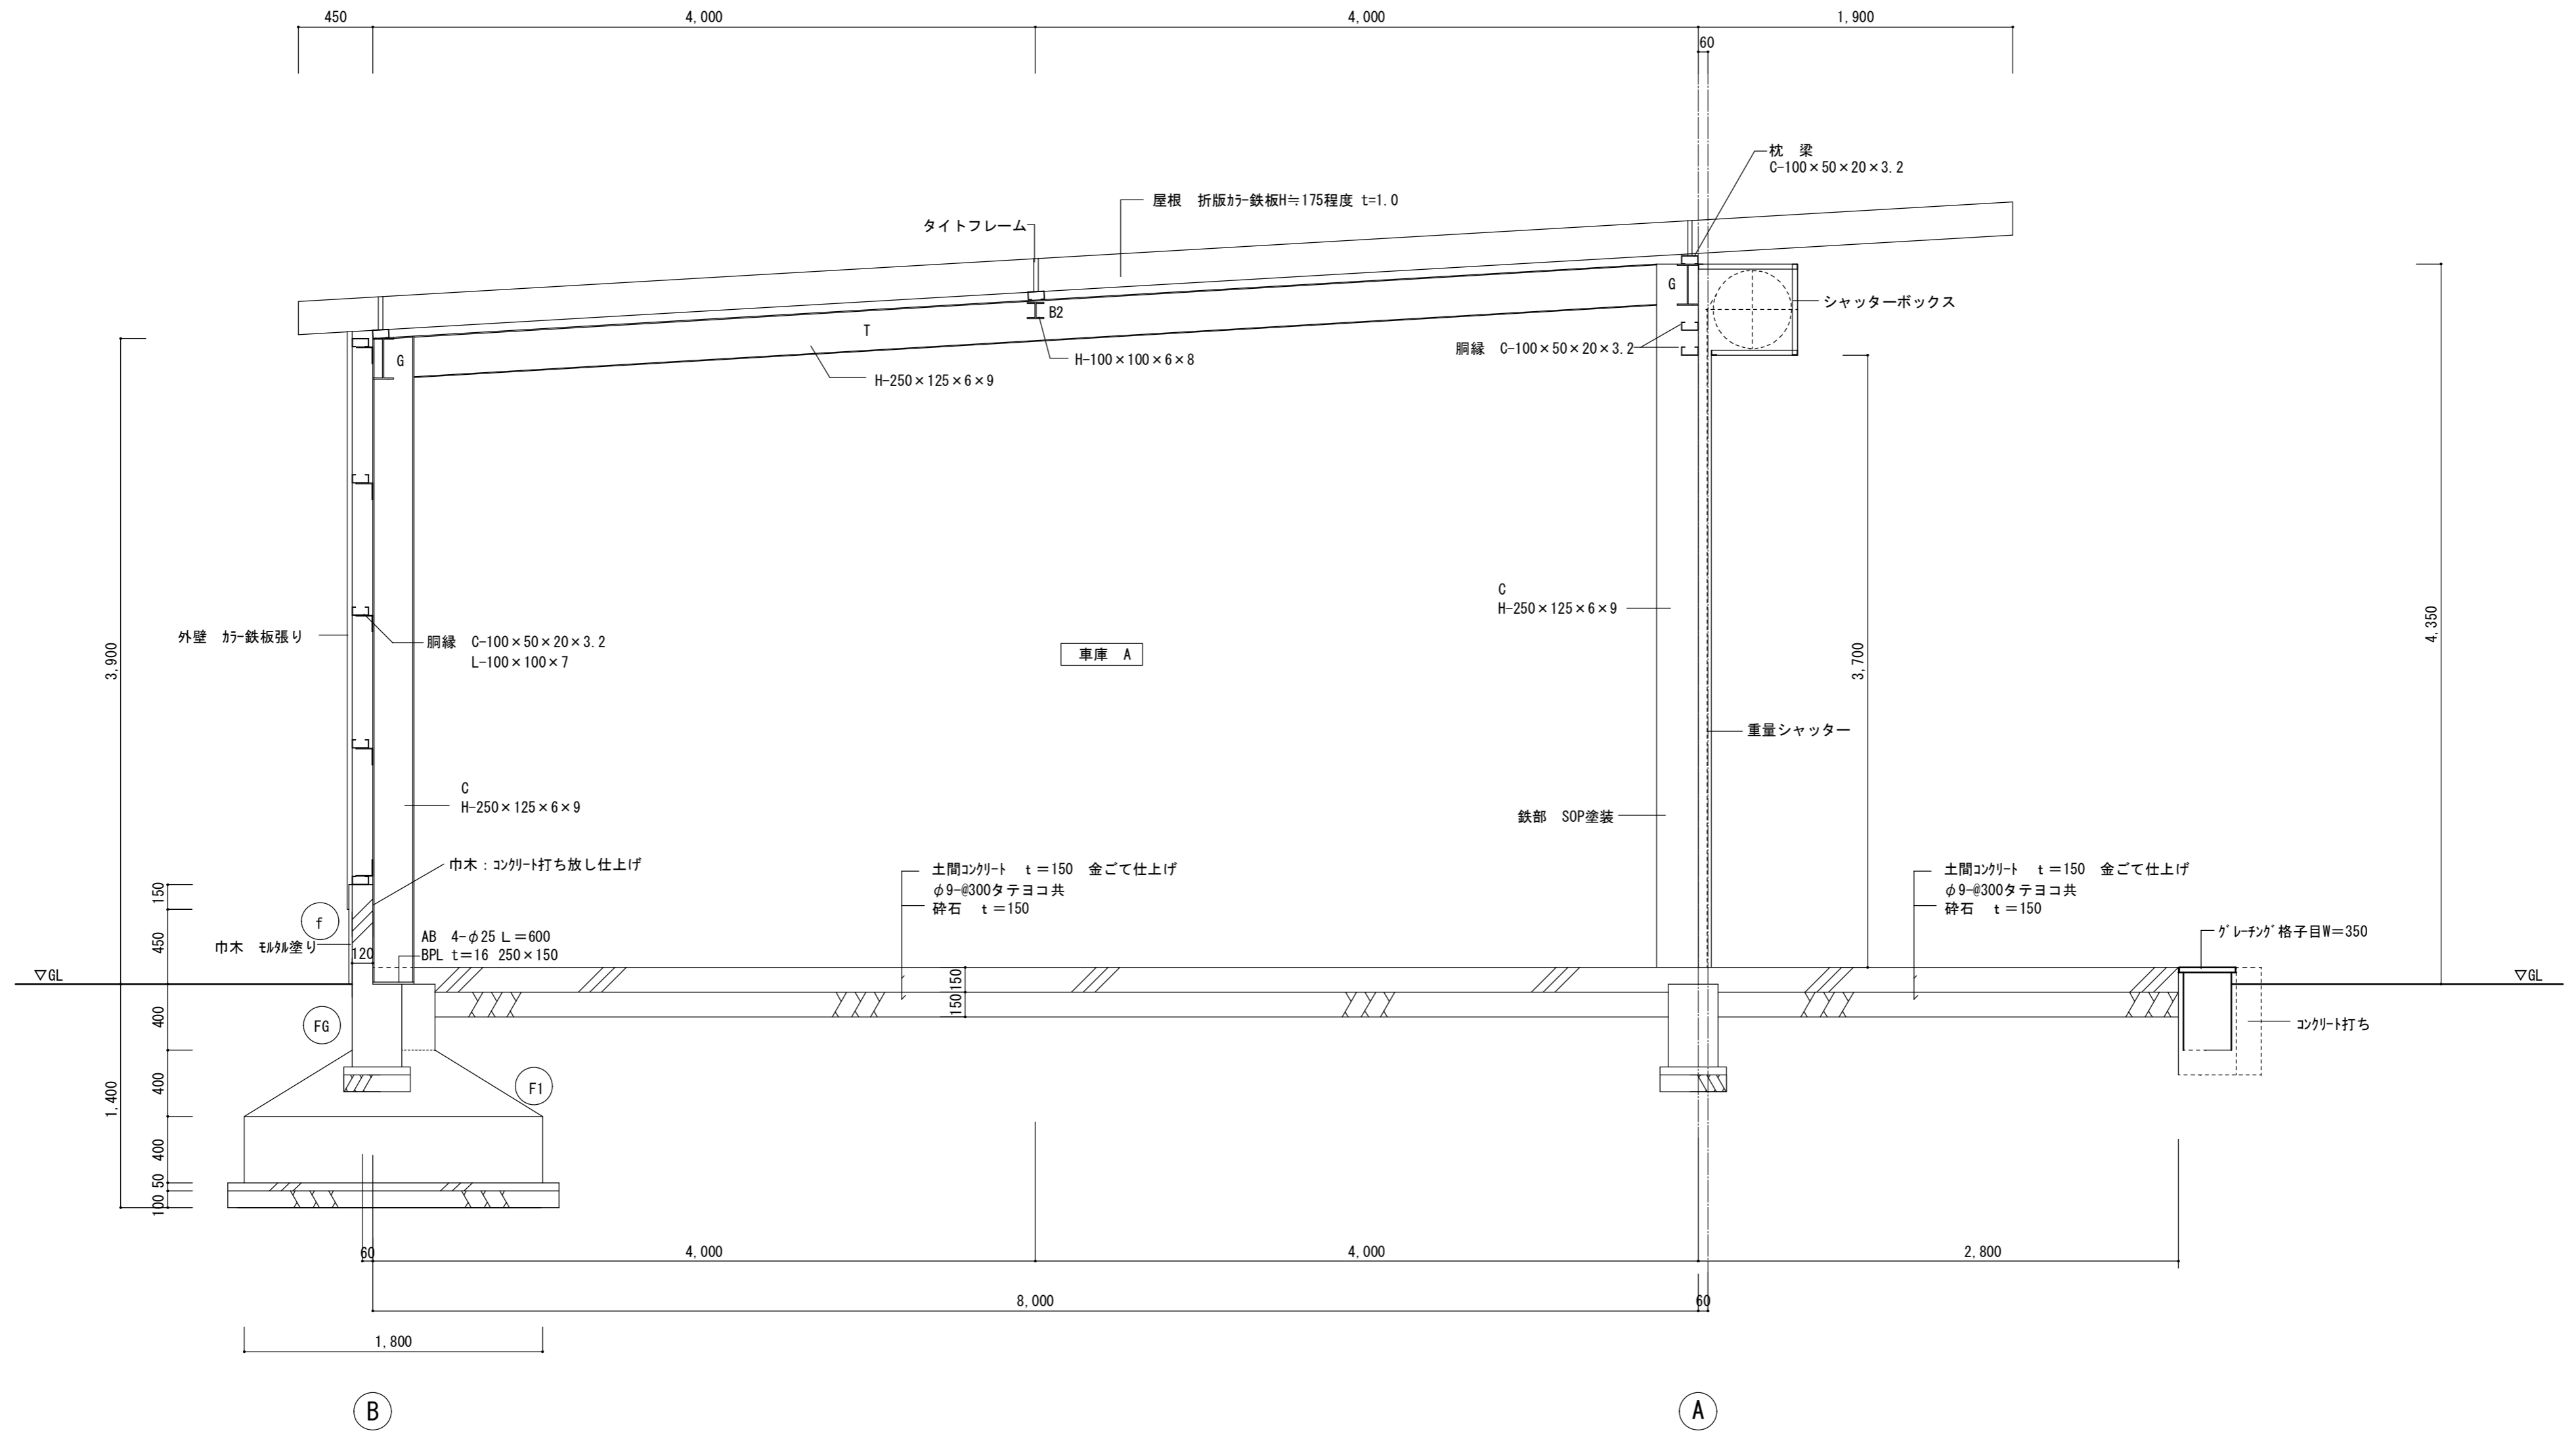 450
4,000
4,000
1,900
60
枕　梁
C-100×50×20×3.2
屋根　折版ｶﾗｰ鉄板H≒175程度 t=1.0
タイトフレーム
シャッターボックス
G
B2
T
G
H-100×100×6×8
胴縁　C-100×50×20×3.2
H-250×125×6×9
C
H-250×125×6×9
4,350
外壁　ｶﾗｰ鉄板張り
胴縁　C-100×50×20×3.2
L-100×100×7
車庫　A
3,900
3,700
重量シャッター
C
H-250×125×6×9
鉄部　SOP塗装
巾木：ｺﾝｸﾘｰﾄ打ち放し仕上げ
土間ｺﾝｸﾘｰﾄ　ｔ＝150　金ごて仕上げ
φ9-@300タテヨコ共
砕石　ｔ＝150
土間ｺﾝｸﾘｰﾄ　ｔ＝150　金ごて仕上げ
φ9-@300タテヨコ共
砕石　ｔ＝150
150
f
450
巾木　ﾓﾙﾀﾙ塗り
120
AB　4-φ25 L＝600
BPL t=16 250×150
ｸﾞﾚｰﾁﾝｸﾞ格子目W＝350
▽GL
▽GL
150
150
400
FG
ｺﾝｸﾘｰﾄ打ち
1,400
400
F1
400
50
100
60
4,000
4,000
2,800
8,000
60
1,800
B
A